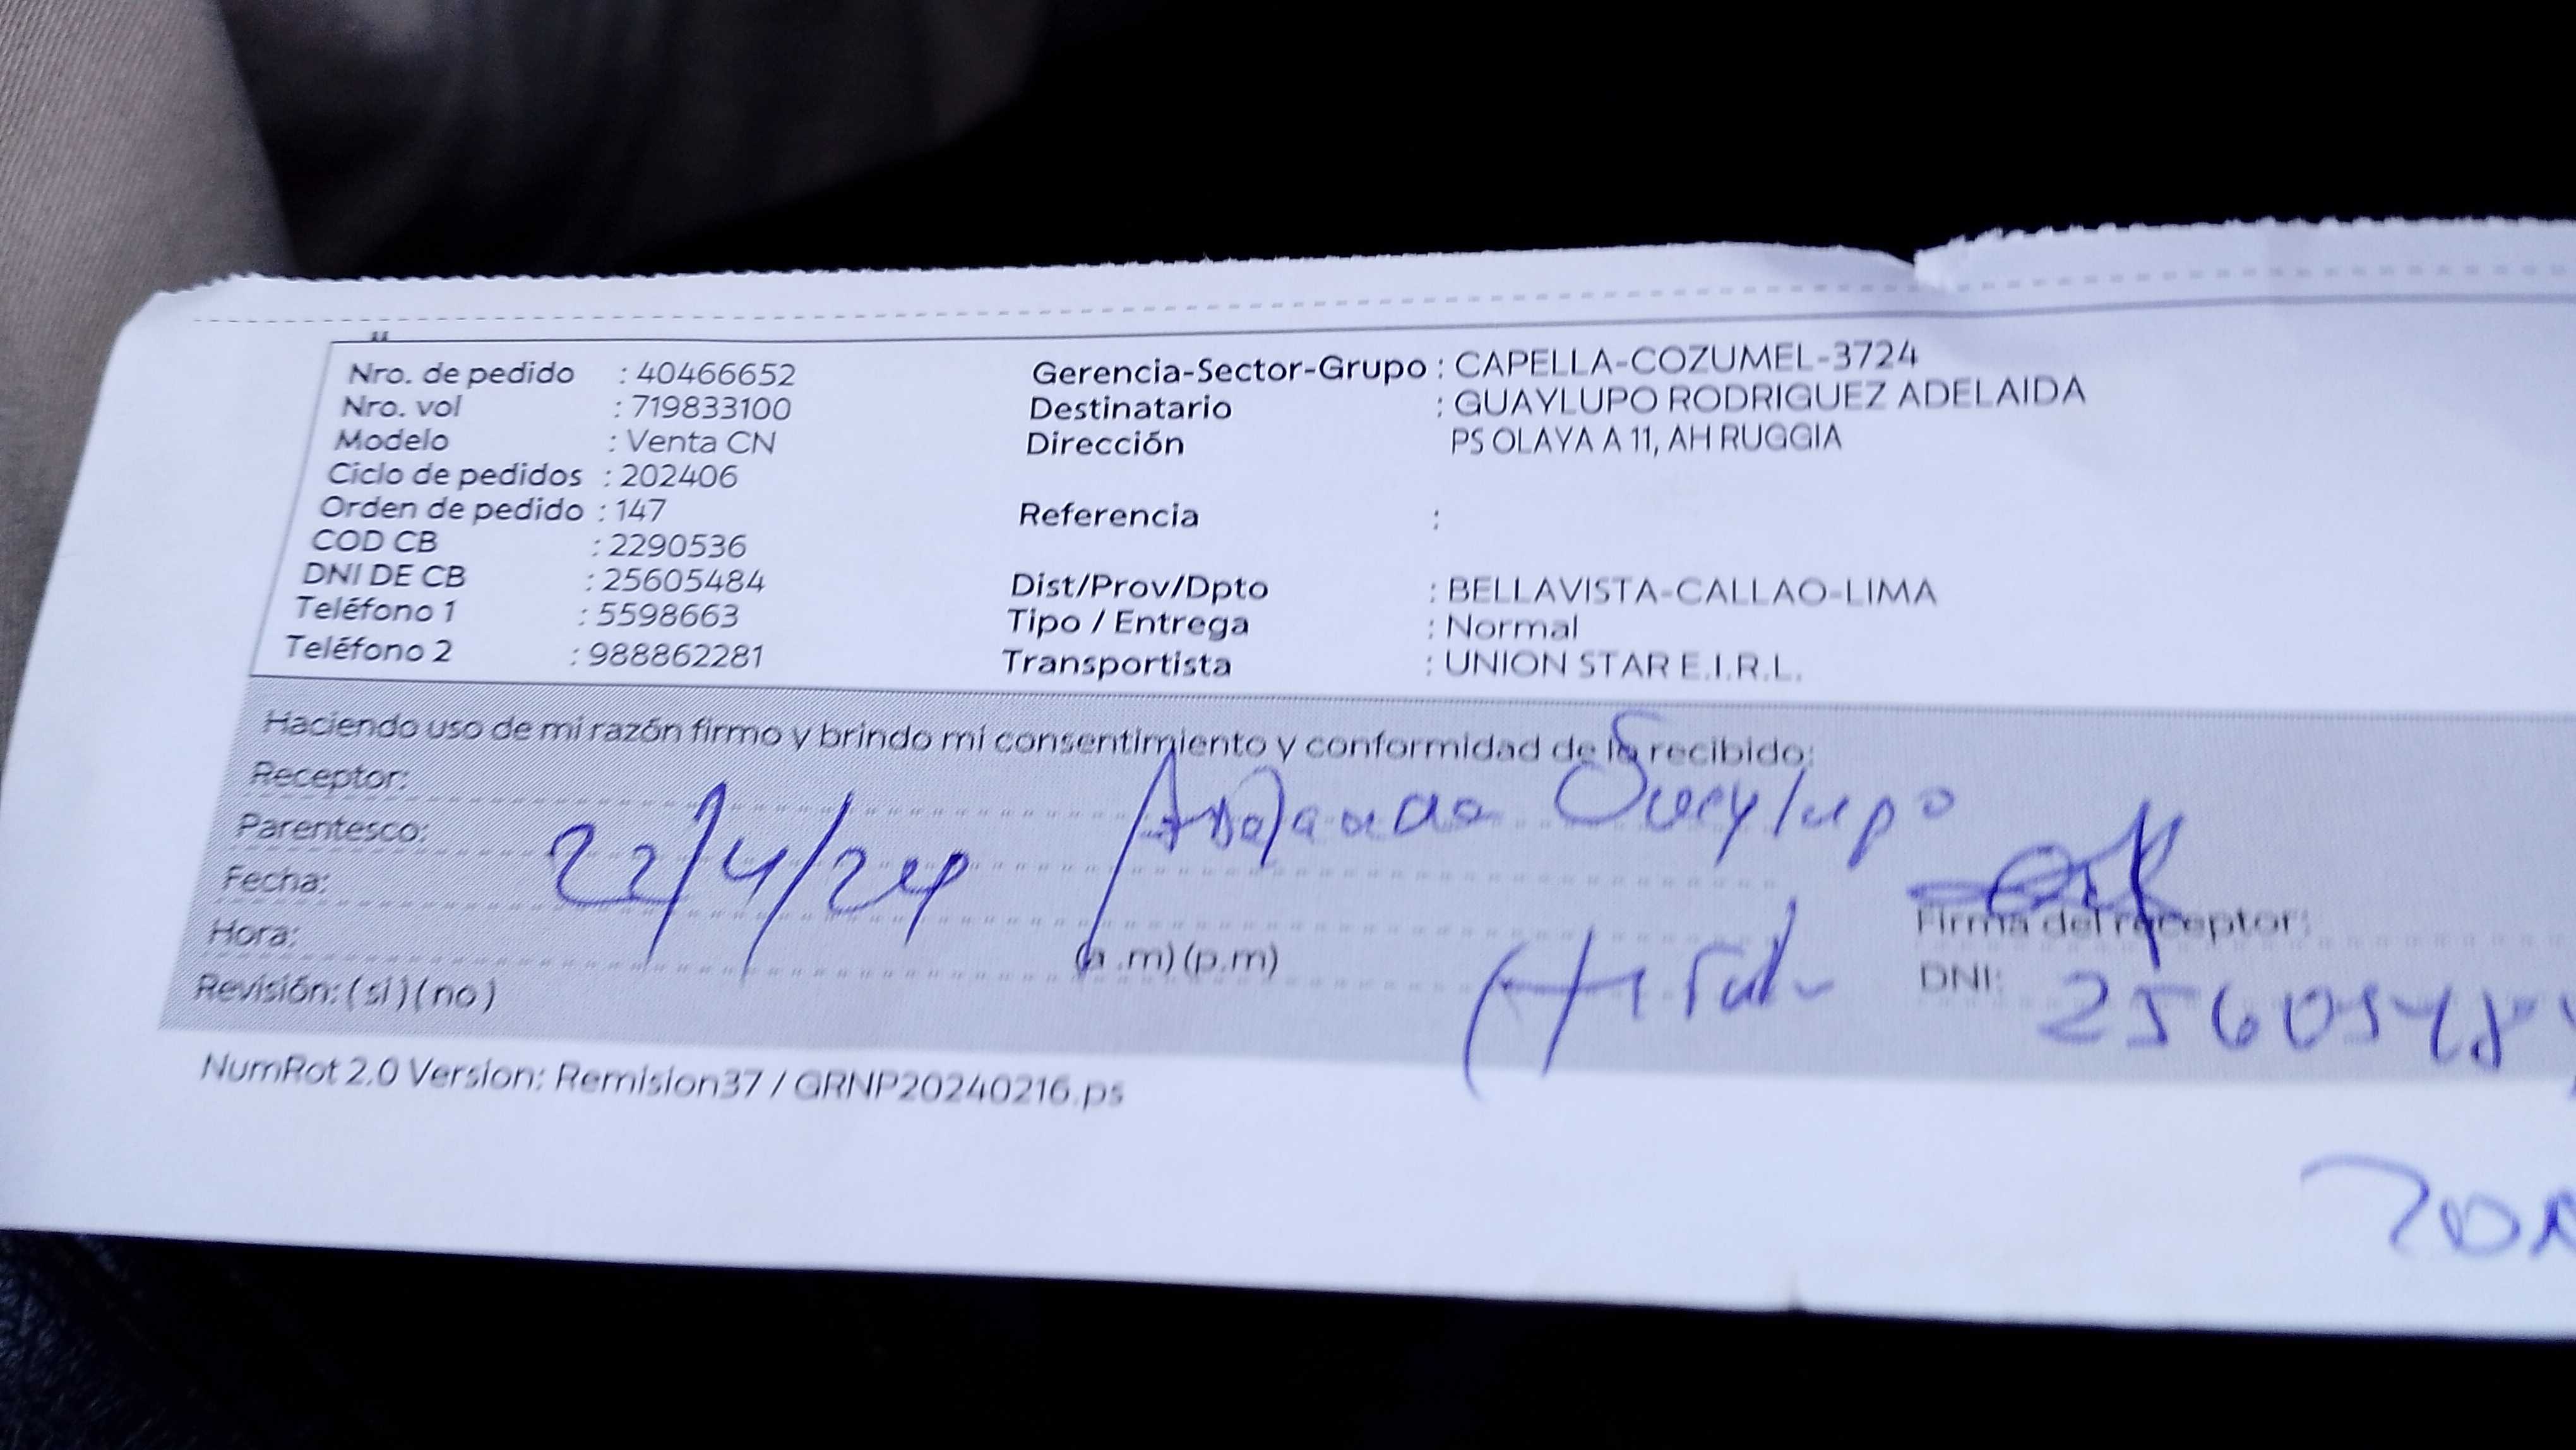 Nro. de pedido : 40466652
Nro. vol : 719833100
Modelo : Venta CN
Ciclo de pedidos : 202406
Orden de pedido : 147
COD CB : 2290536
DNI DE CB : 25605484
Teléfono 1 : 5598663
Teléfono 2 : 988862281
Gerencia-Sector-Grupo : CAPELLA-COZUMEL-3724
Destinatario : GUAYLUPO RODRIGUEZ ADELAIDA
Dirección PS OLAYA A 11, AH RUGGIA
Referencia :
Dist/Prov/Dpto : BELLAVISTA-CALLAO-LIMA
Tipo / Entrega : Normal
Transportista : UNION STAR E.I.R.L.
Haciendo uso de mi razón firmo y brindo mi consentimiento y conformidad de lo recibido:
Receptor:
Parentesco:
Fecha: 22/4/24
Hora: (a .m) (p.m)
Revisión: ( si ) ( no )
Firma del receptor:
DNI: 25605484
NumRot 2.0 Version: Remision37 / GRNP20240216.ps